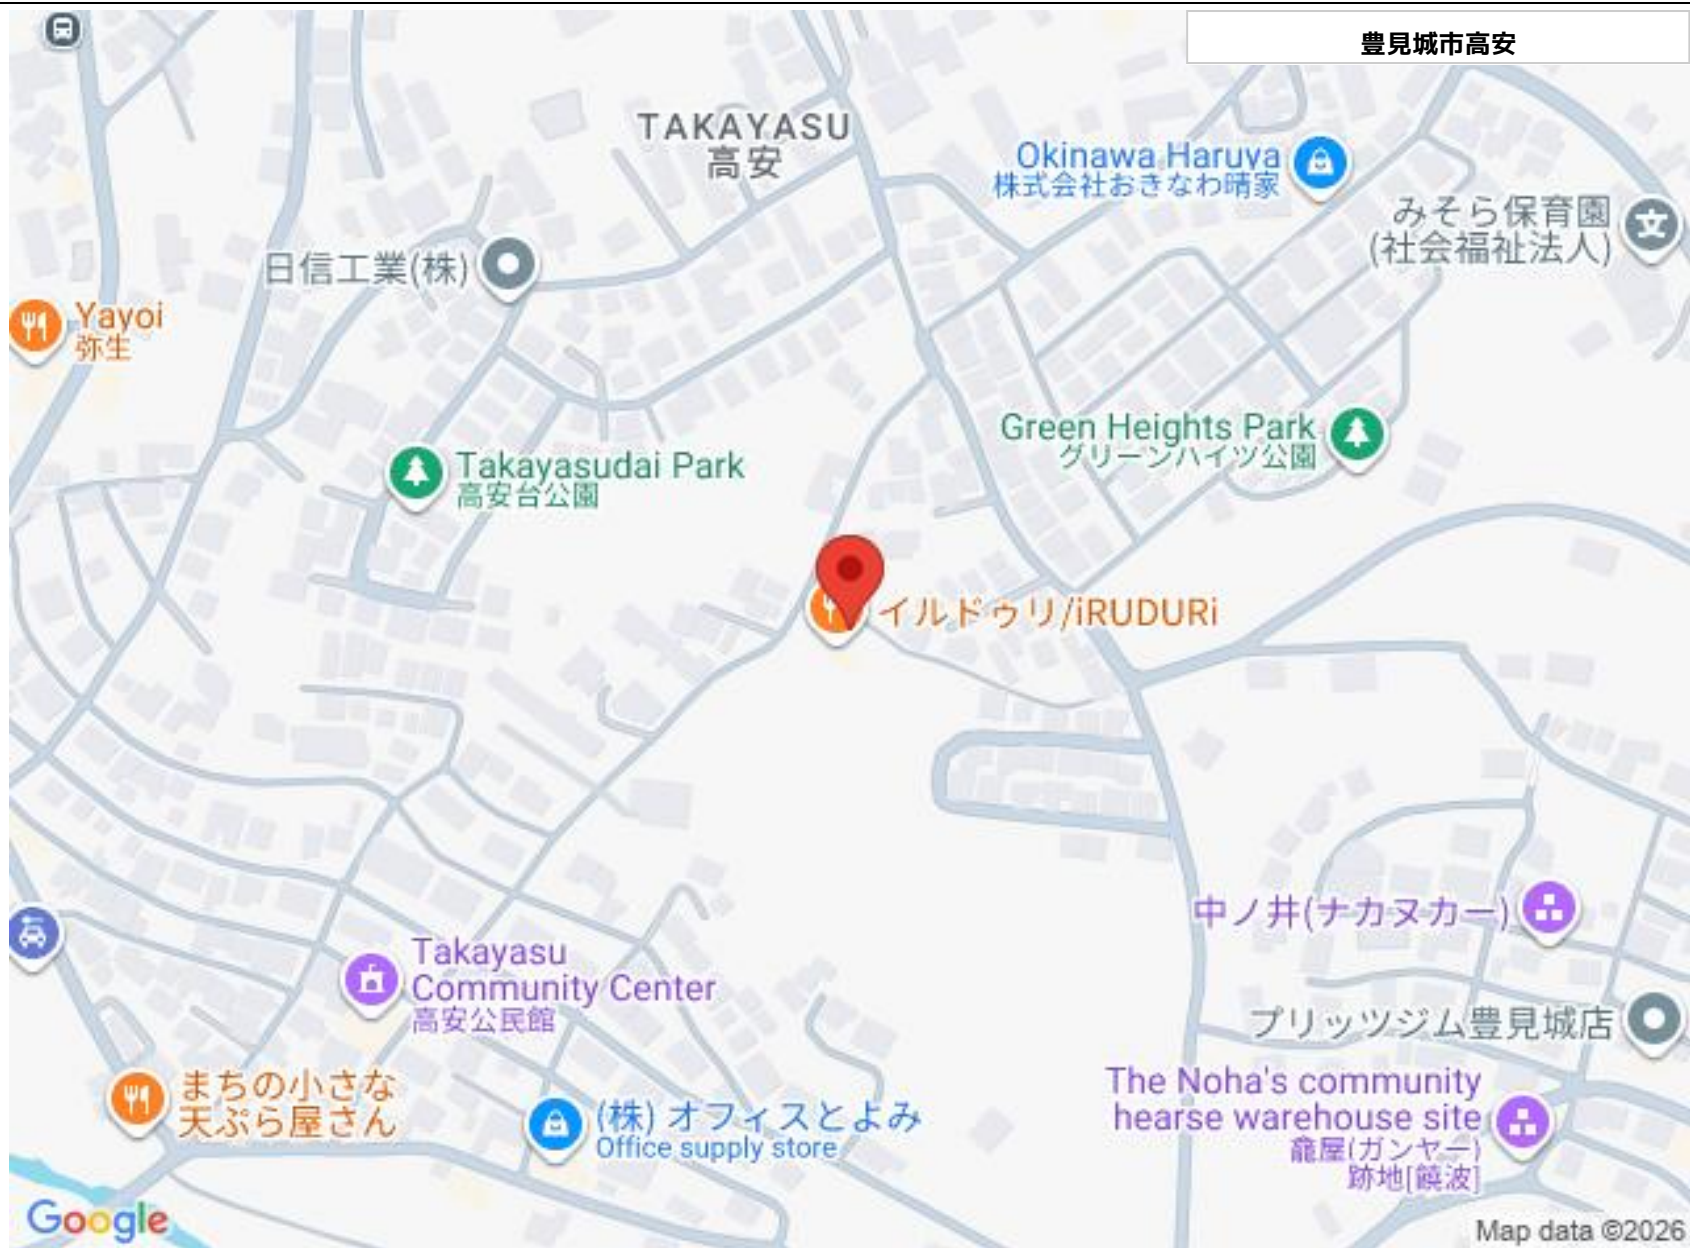 豊見城市高安
TAKAYASU
高安
Okinawa Haruya
株式会社おきなわ晴家
みそら保育園
(社会福祉法人)
日信工業(株)
Yayoi
弥生
Green Heights Park
グリーンハイツ公園
Takayasudai Park
高安台公園
イルドゥリ/iRUDURi
中ノ井(ナカヌカー)
Takayasu
Community Center
高安公民館
プリッツジム豊見城店
まちの小さな
天ぷら屋さん
(株) オフィスとよみ
Office supply store
The Noha's community
hearse warehouse site
龕屋(ガンヤー)
跡地[饒波]
Google
Map data ©2026